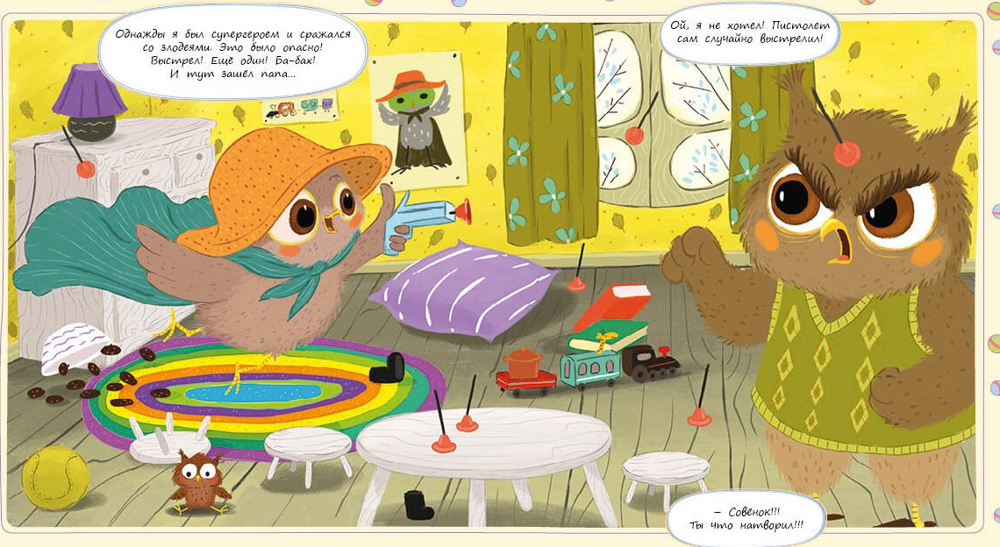 Однажды я был супергероем и сражался
со злодеями. Это было опасно!
Выстрел! Ещё один! Ба-бах!
И тут зашёл папа...
Ой, я не хотел! Пистолет
сам случайно выстрелил!
– Совёнок!!!
Ты что натворил!!!